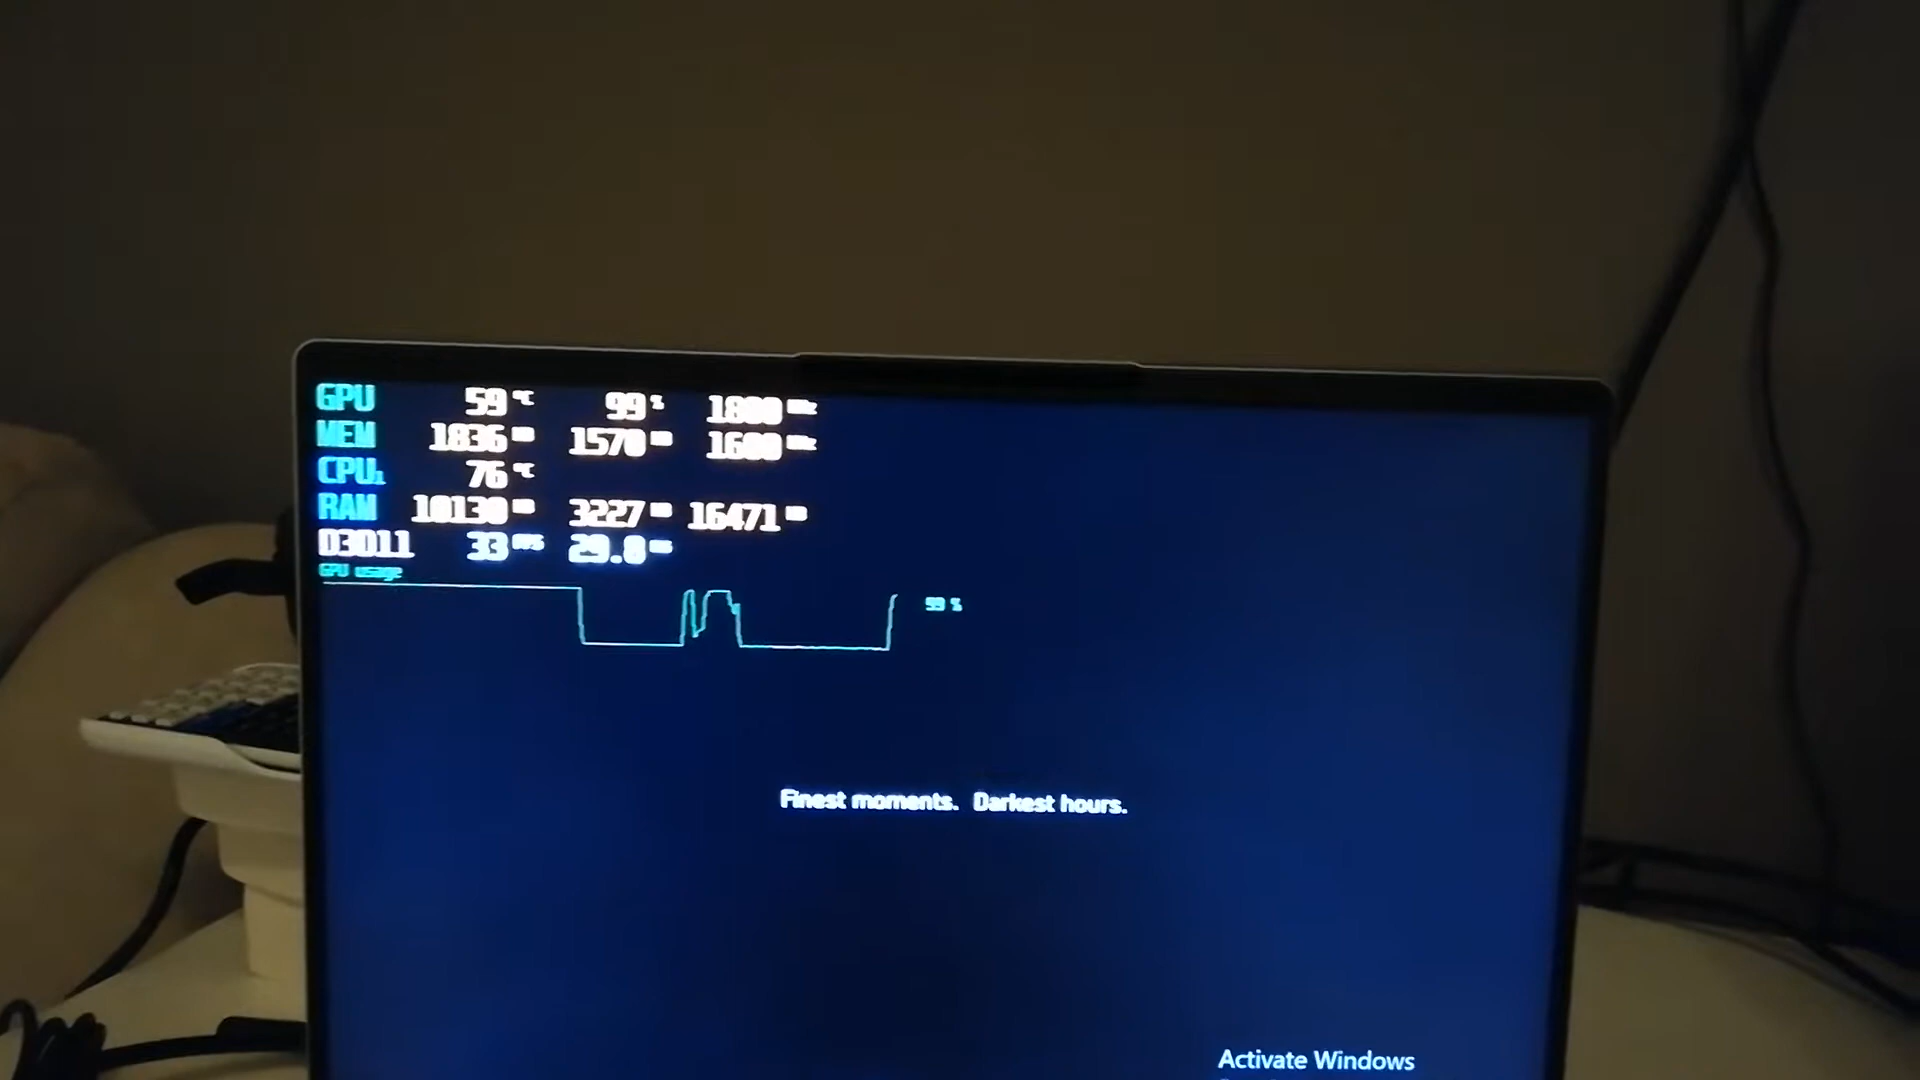 GPU 59 °C 99 % 1800 MHz
MEM 1836 MB 1570 MB 1600 MHz
CPU1 76 °C
RAM 10130 MB 3227 MB 16471 MB
D3D11 33 FPS 29.8 ms
GPU usage
99 %
Finest moments. Darkest hours.
Activate Windows